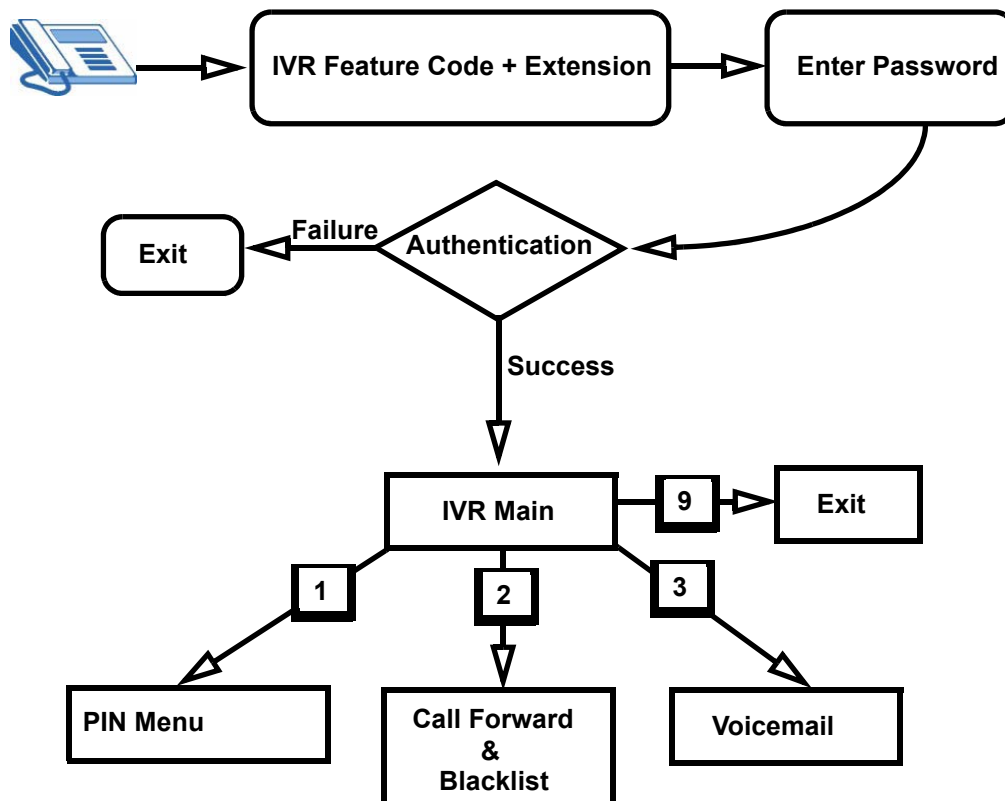 IVR Feature Code + Extension
Enter Password
Failure
Authentication
Exit
Success
IVR Main
9
Exit
1
2
3
PIN Menu
Call Forward
&
Blacklist
Voicemail